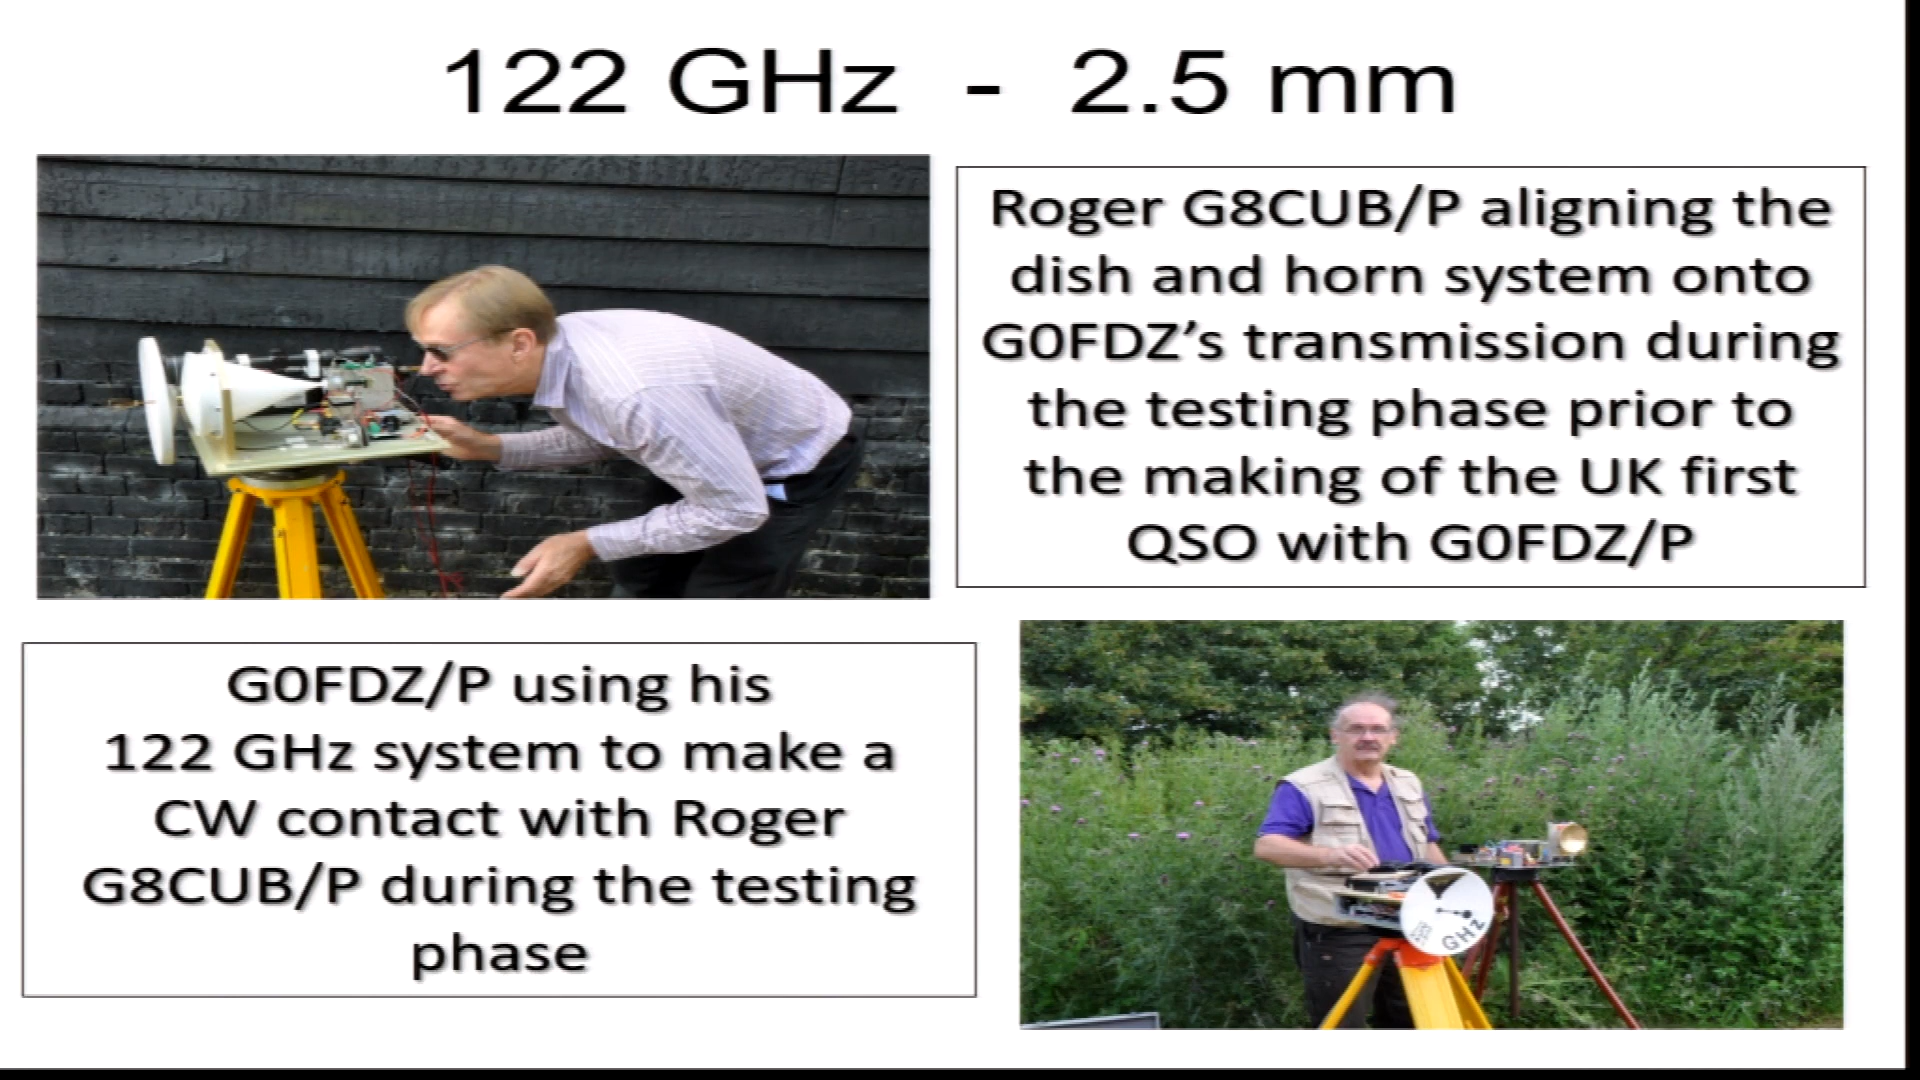 122 GHz - 2.5 mm
Roger G8CUB/P aligning the
dish and horn system onto
G0FDZ’s transmission during
the testing phase prior to
the making of the UK first
QSO with G0FDZ/P
G0FDZ/P using his
122 GHz system to make a
CW contact with Roger
G8CUB/P during the testing
phase
GHz